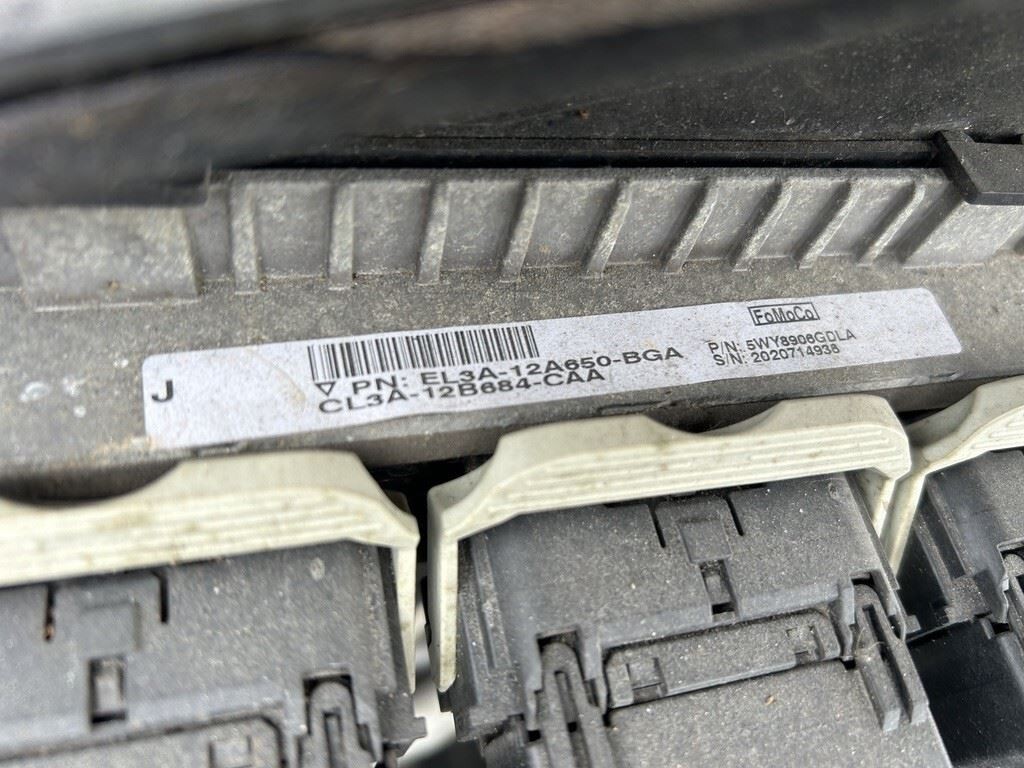 J
PN: EL3A-12A650-BGA
CL3A-12B684-CAA
FoMoCo
P/N: 5WY8906GDLA
S/N: 2020714938